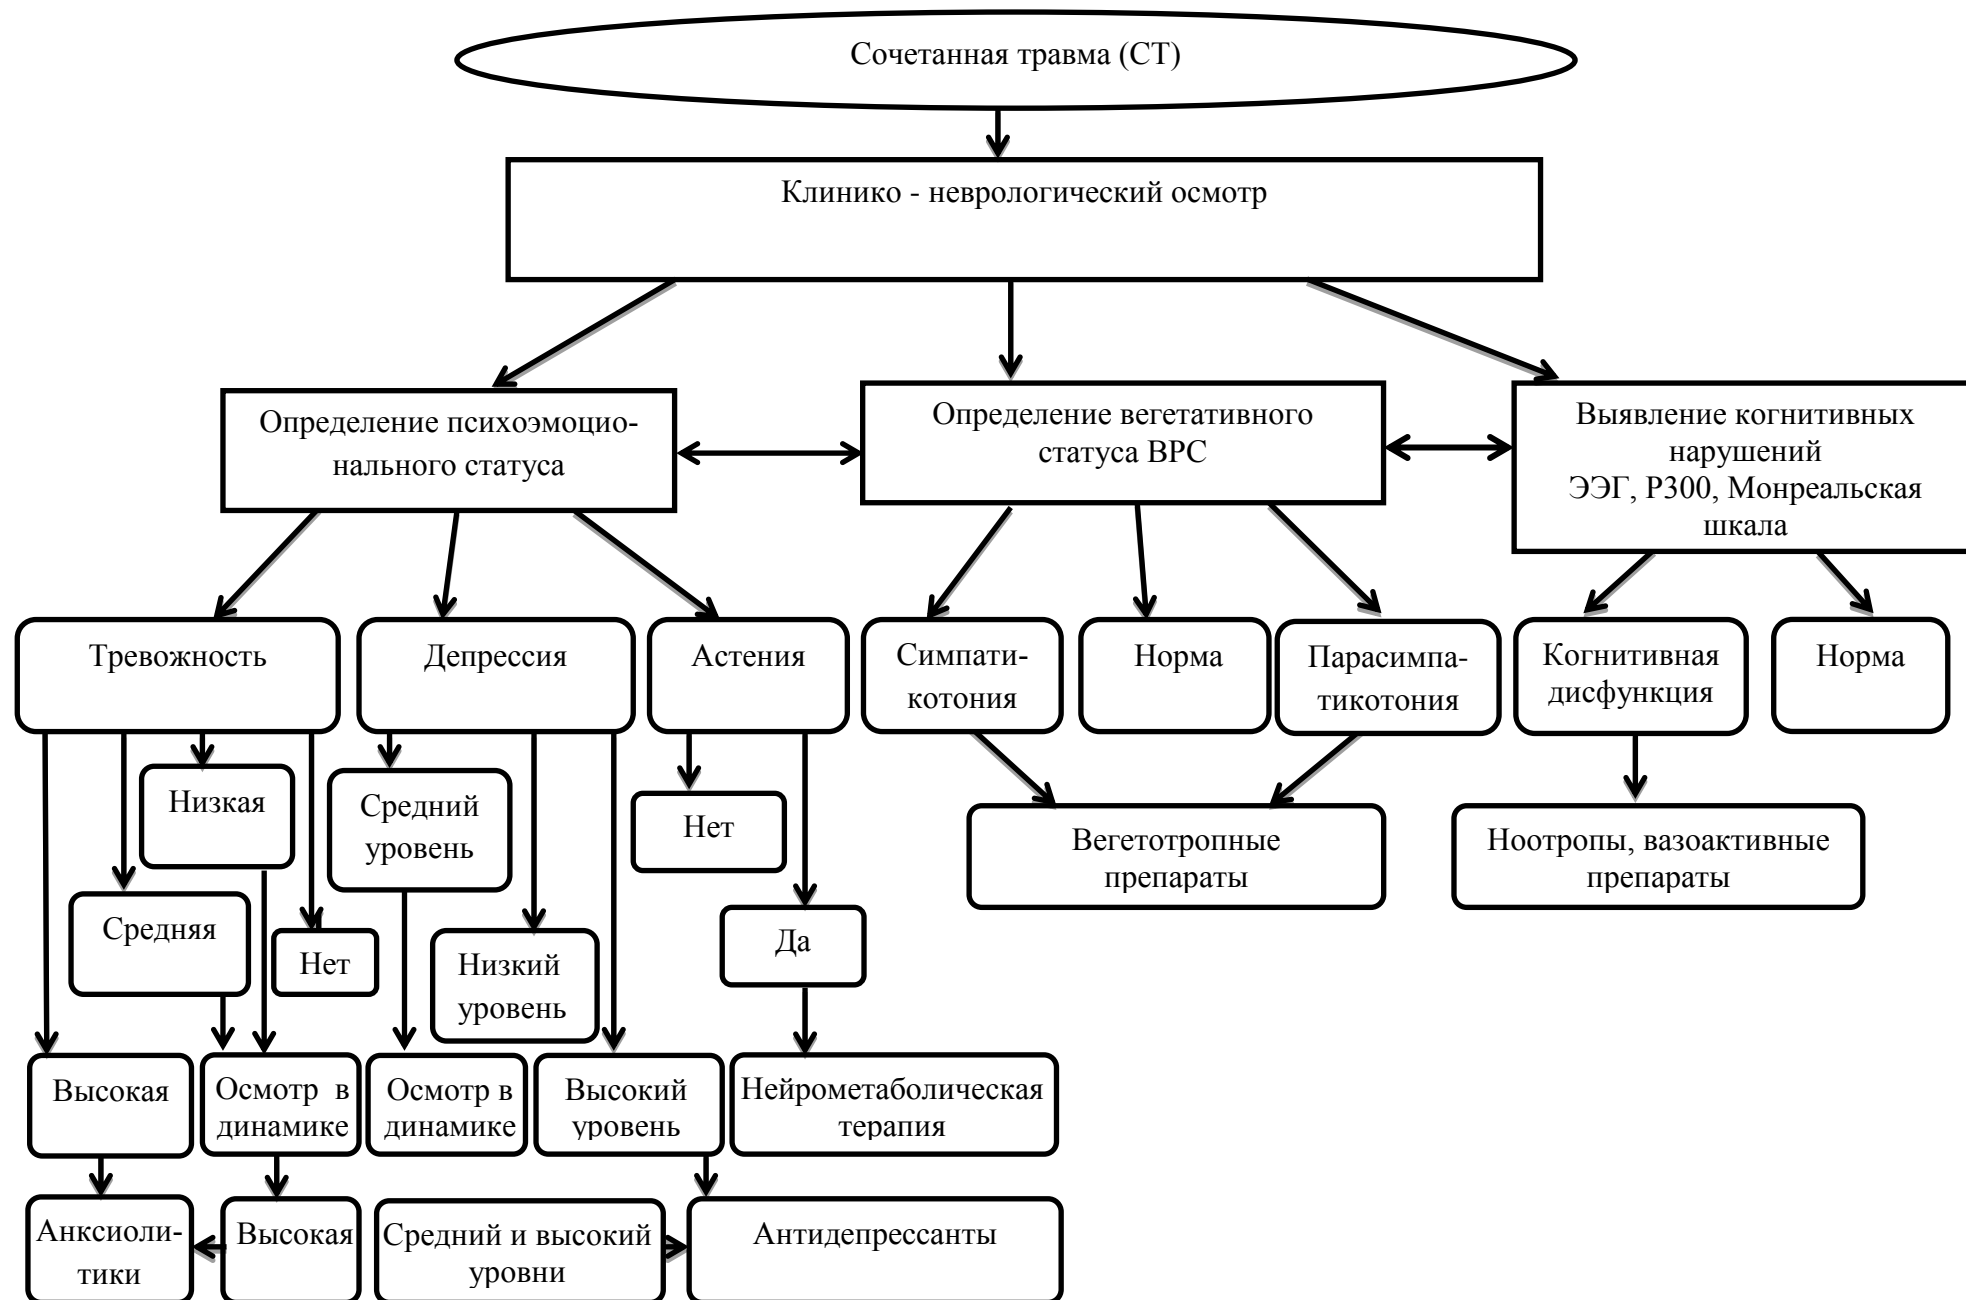 Сочетанная травма (СТ)
Клинико - неврологический осмотр
Определение психоэмоцио-
нального статуса
Определение вегетативного
статуса ВРС
Выявление когнитивных
нарушений
ЭЭГ, Р300, Монреальская
шкала
Тревожность
Депрессия
Астения
Симпати-
котония
Норма
Парасимпа-
тикотония
Когнитивная
дисфункция
Норма
Низкая
Средний
уровень
Нет
Вегетотропные
препараты
Ноотропы, вазоактивные
препараты
Средняя
Нет
Низкий
уровень
Да
Высокая
Осмотр в
динамике
Осмотр в
динамике
Высокий
уровень
Нейрометаболическая
терапия
Анксиоли-
тики
Высокая
Средний и высокий
уровни
Антидепрессанты